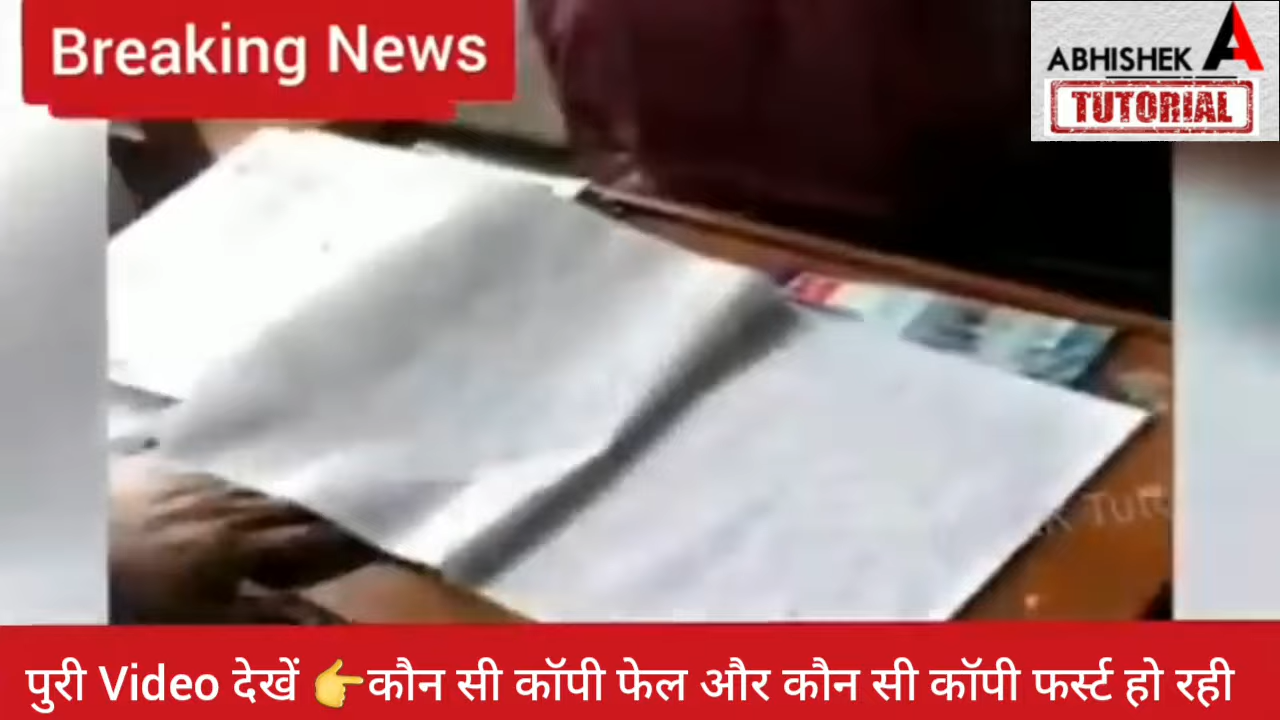 Breaking News
ABHISHEK A
TUTORIAL
पुरी Video देखें 👉कौन सी कॉपी फेल और कौन सी कॉपी फर्स्ट हो रही